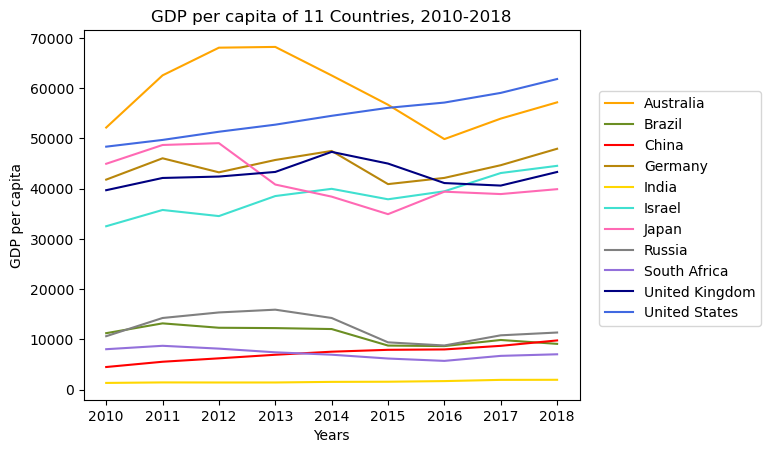 GDP per capita of 11 Countries, 2010-2018
70000
60000
50000
40000
30000
20000
10000
0
GDP per capita
2010 2011 2012 2013 2014 2015 2016 2017 2018
Years
Australia
Brazil
China
Germany
India
Israel
Japan
Russia
South Africa
United Kingdom
United States